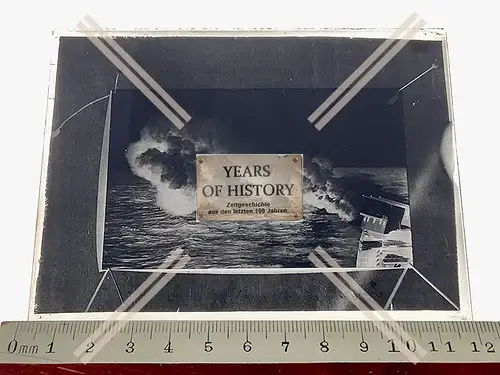 YEARS
OF HISTORY
Zeitgeschichte
aus den letzten 100 Jahren
0mm 1 2 3 4 5 6 7 8 9 10 11 12